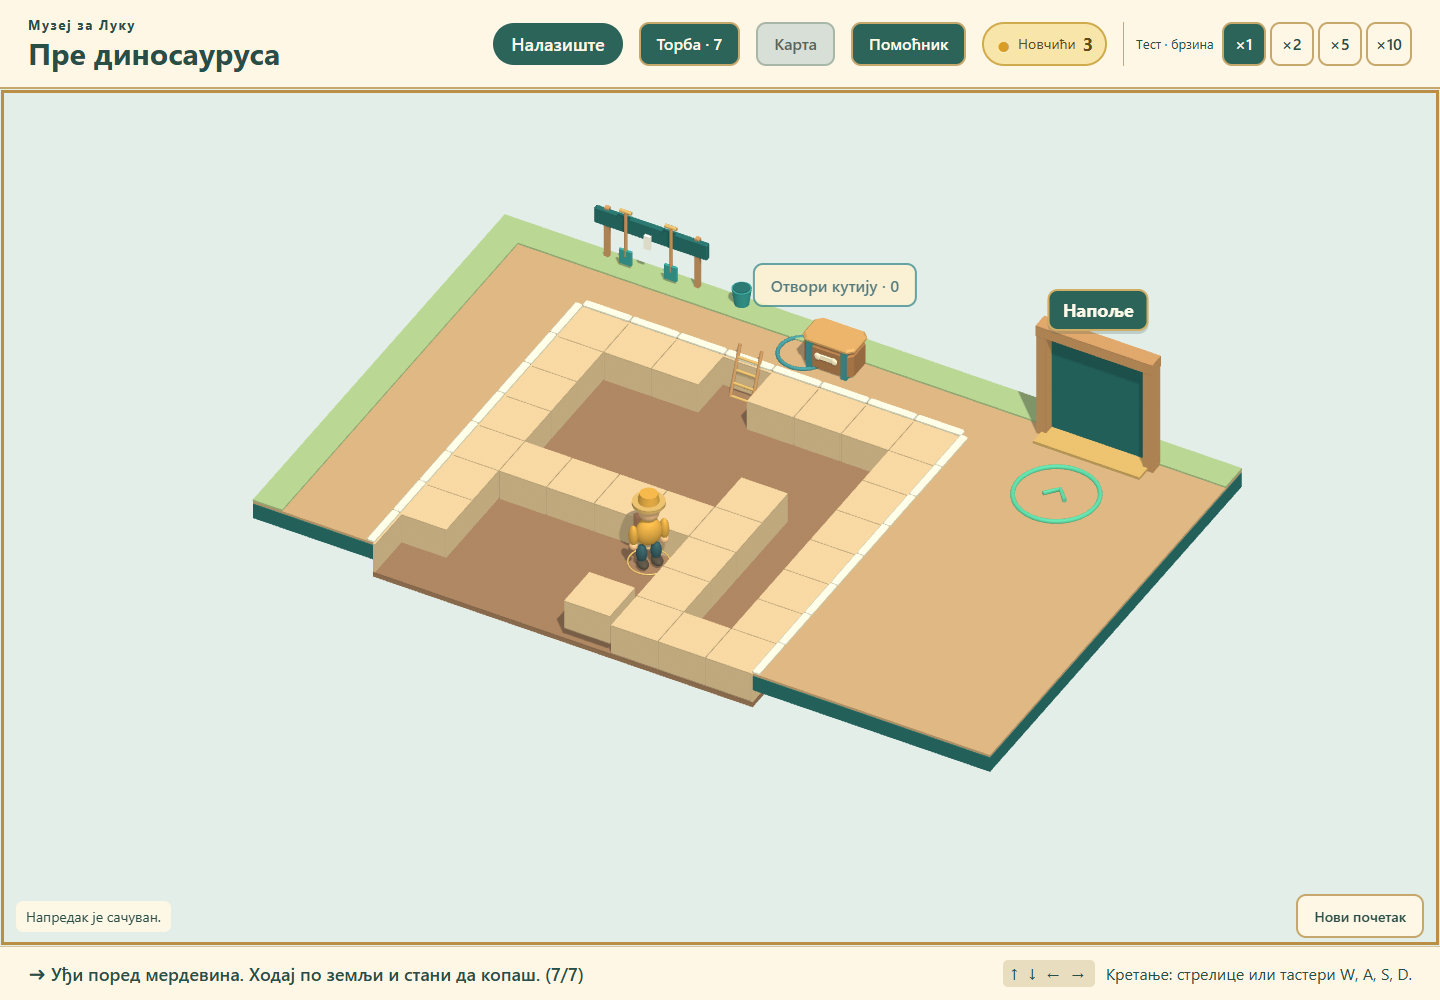 Музеј за Луку
Пре диносауруса
Налазиште
Торба · 7
Карта
Помоћник
Новчићи 3
Тест · брзина
×1
×2
×5
×10
Отвори кутију · 0
Напоље
Напредак је сачуван.
Нови почетак
→ Уђи поред мердевина. Ходај по земљи и стани да копаш. (7/7)
↑ ↓ ← → Кретање: стрелице или тастери W, A, S, D.